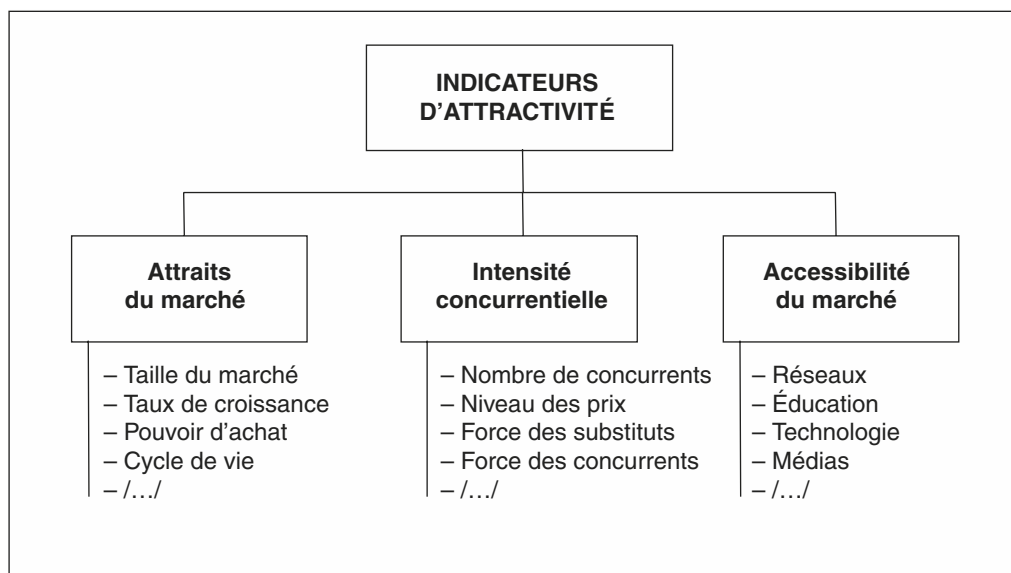 INDICATEURS
D’ATTRACTIVITÉ
Attraits
du marché
– Taille du marché
– Taux de croissance
– Pouvoir d’achat
– Cycle de vie
– /…/
Intensité
concurrentielle
– Nombre de concurrents
– Niveau des prix
– Force des substituts
– Force des concurrents
– /…/
Accessibilité
du marché
– Réseaux
– Éducation
– Technologie
– Médias
– /…/